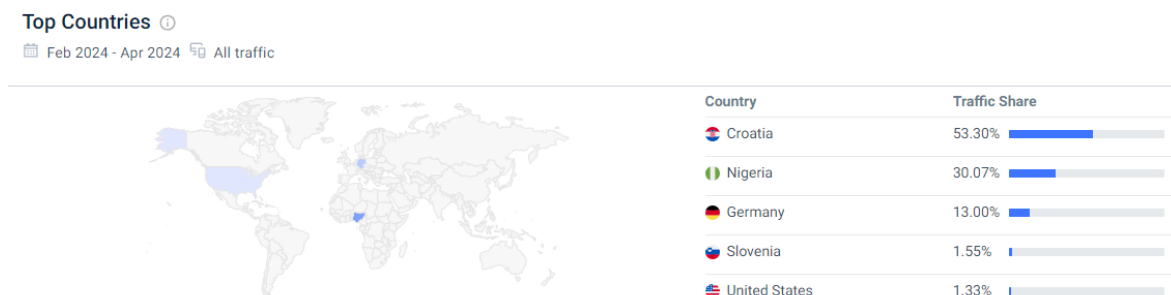 Top Countries
Feb 2024 - Apr 2024 All traffic
Country Traffic Share
Croatia 53.30%
Nigeria 30.07%
Germany 13.00%
Slovenia 1.55%
United States 1.33%